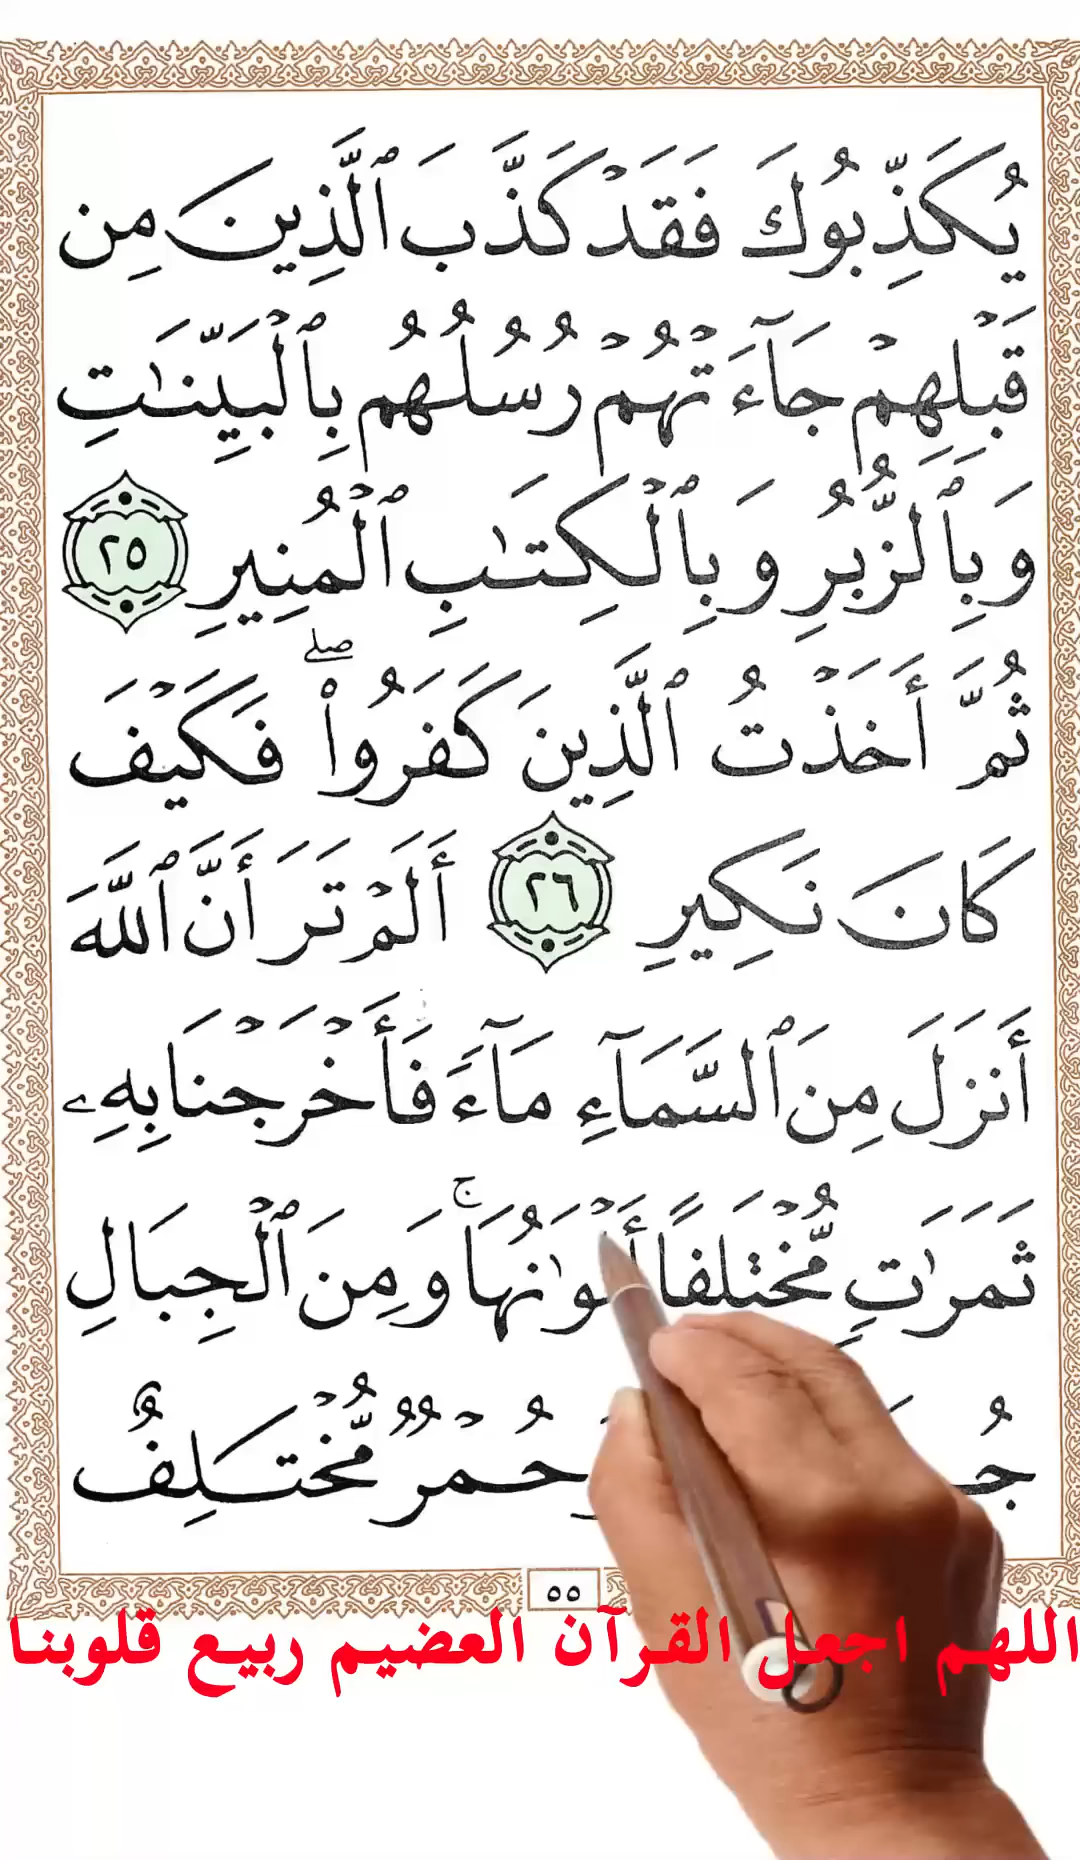 يُكَذِّبُوكَ فَقَدْ كَذَّبَ ٱلَّذِينَ مِن
قَبْلِهِمْ جَآءَتْهُمْ رُسُلُهُم بِٱلْبَيِّنَٰتِ
وَبِٱلزُّبُرِ وَبِٱلْكِتَٰبِ ٱلْمُنِيرِ ٢٥
ثُمَّ أَخَذْتُ ٱلَّذِينَ كَفَرُوا۟ ۖ فَكَيْفَ
كَانَ نَكِيرِ ٢٦ أَلَمْ تَرَ أَنَّ ٱللَّهَ
أَنزَلَ مِنَ ٱلسَّمَآءِ مَآءً فَأَخْرَجْنَا بِهِۦ
ثَمَرَٰتٍ مُّخْتَلِفًا أَلْوَٰنُهَا ۚ وَمِنَ ٱلْجِبَالِ
حُمْرٌ مُّخْتَلِفٌ
٥٥
اللهم اجعل القرآن العضيم ربيع قلوبنا